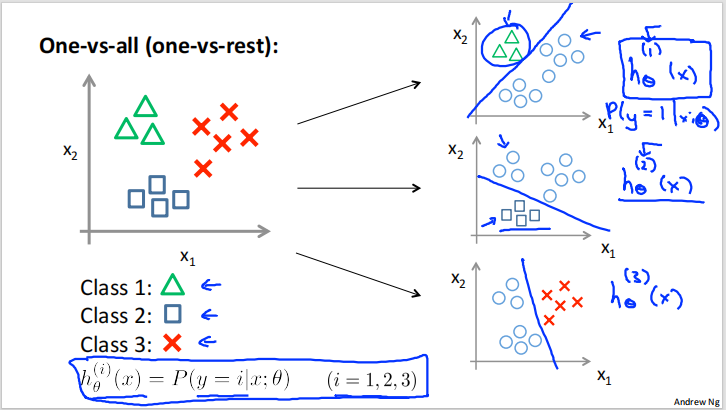 One-vs-all (one-vs-rest):
x₂
x₁
Class 1:
Class 2:
Class 3:
h_θ^(i)(x) = P(y = i|x; θ) (i = 1, 2, 3)
x₂
x₁
h_θ^(1)(x)
P(y=1|x;θ)
x₂
x₁
h_θ^(2)(x)
x₂
x₁
h_θ^(3)(x)
Andrew Ng